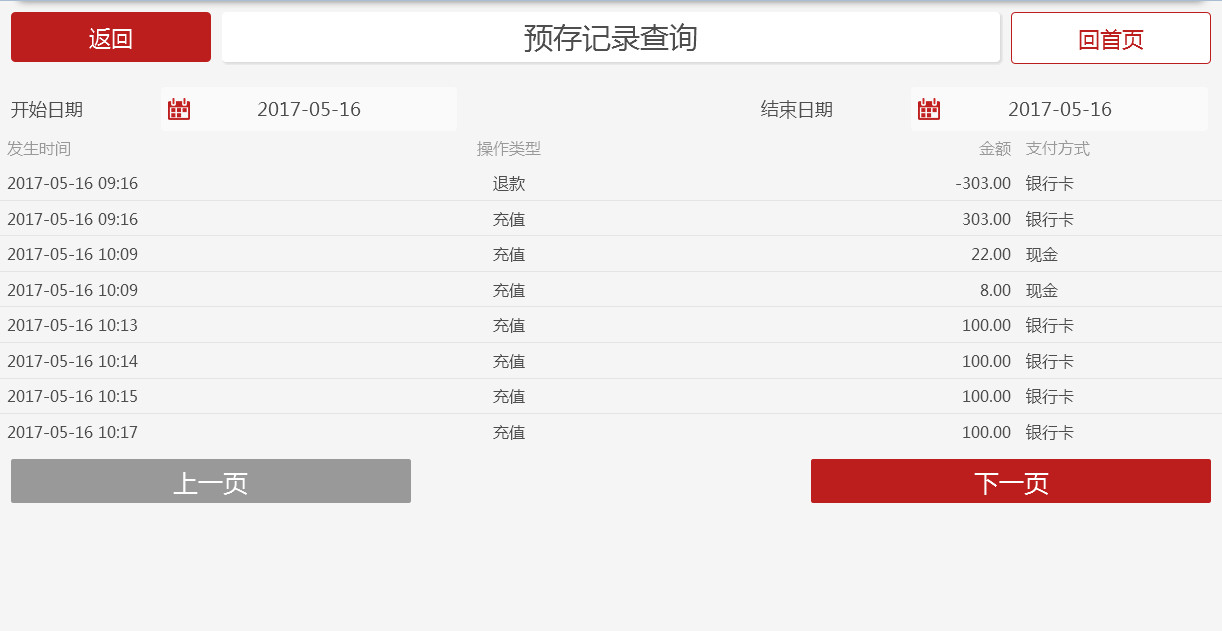 返回 预存记录查询 回首页
开始日期 2017-05-16 结束日期 2017-05-16
发生时间 操作类型 金额 支付方式
2017-05-16 09:16 退款 -303.00 银行卡
2017-05-16 09:16 充值 303.00 银行卡
2017-05-16 10:09 充值 22.00 现金
2017-05-16 10:09 充值 8.00 现金
2017-05-16 10:13 充值 100.00 银行卡
2017-05-16 10:14 充值 100.00 银行卡
2017-05-16 10:15 充值 100.00 银行卡
2017-05-16 10:17 充值 100.00 银行卡
上一页 下一页